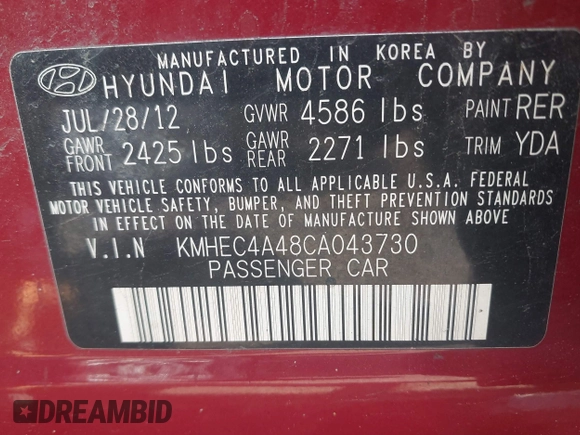 MANUFACTURED IN KOREA BY
HYUNDAI MOTOR COMPANY
JUL/28/12 GVWR 4586 lbs PAINT RER
GAWR FRONT 2425 lbs GAWR REAR 2271 lbs TRIM YDA
THIS VEHICLE CONFORMS TO ALL APPLICABLE U.S.A. FEDERAL
MOTOR VEHICLE SAFETY, BUMPER, AND THEFT PREVENTION STANDARDS
IN EFFECT ON THE DATE OF MANUFACTURE SHOWN ABOVE
V.I.N KMHEC4A48CA043730
PASSENGER CAR
DREAMBID